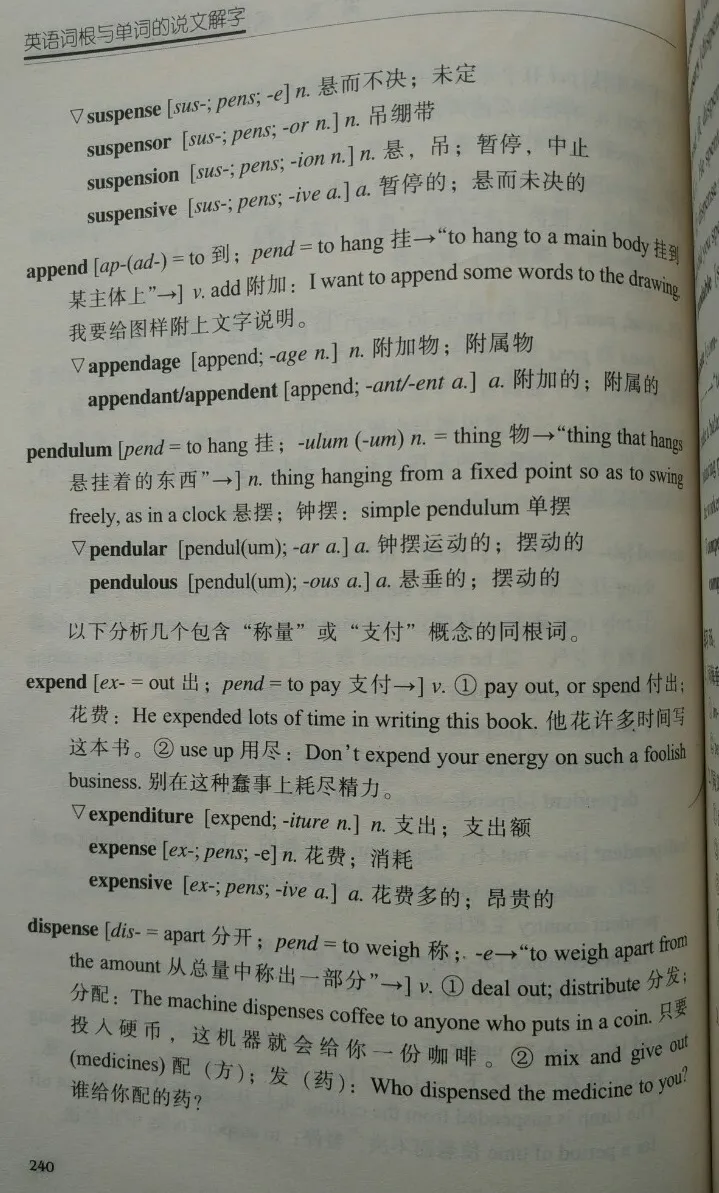 英语词根与单词的说文解字
▽suspense [sus-; pens; -e] n. 悬而不决；未定
suspensor [sus-; pens; -or n.] n. 吊绷带
suspension [sus-; pens; -ion n.] n. 悬，吊；暂停，中止
suspensive [sus-; pens; -ive a.] a. 暂停的；悬而未决的
append [ap-(ad-) = to 到；pend = to hang 挂→“to hang to a main body 挂到
某主体上”→] v. add 附加：I want to append some words to the drawing.
我要给图样附上文字说明。
▽appendage [append; -age n.] n. 附加物；附属物
appendant/appendent [append; -ant/-ent a.] a. 附加的；附属的
pendulum [pend = to hang 挂；-ulum (-um) n. = thing 物→“thing that hangs
悬挂着的东西”→] n. thing hanging from a fixed point so as to swing
freely, as in a clock 悬摆；钟摆：simple pendulum 单摆
▽pendular [pendul(um); -ar a.] a. 钟摆运动的；摆动的
pendulous [pendul(um); -ous a.] a. 悬垂的；摆动的
以下分析几个包含“称量”或“支付”概念的同根词。
expend [ex- = out 出；pend = to pay 支付→] v. ① pay out, or spend 付出；
花费：He expended lots of time in writing this book. 他花许多时间写
这本书。② use up 用尽：Don't expend your energy on such a foolish
business. 别在这种蠢事上耗尽精力。
▽expenditure [expend; -iture n.] n. 支出；支出额
expense [ex-; pens; -e] n. 花费；消耗
expensive [ex-; pens; -ive a.] a. 花费多的；昂贵的
dispense [dis- = apart 分开；pend = to weigh 称；-e→“to weigh apart from
the amount 从总量中称出一部分”→] v. ① deal out; distribute 分发；
分配：The machine dispenses coffee to anyone who puts in a coin. 只要
投入硬币，这机器就会给你一份咖啡。② mix and give out
(medicines) 配（方）；发（药）：Who dispensed the medicine to you?
谁给你配的药？
240